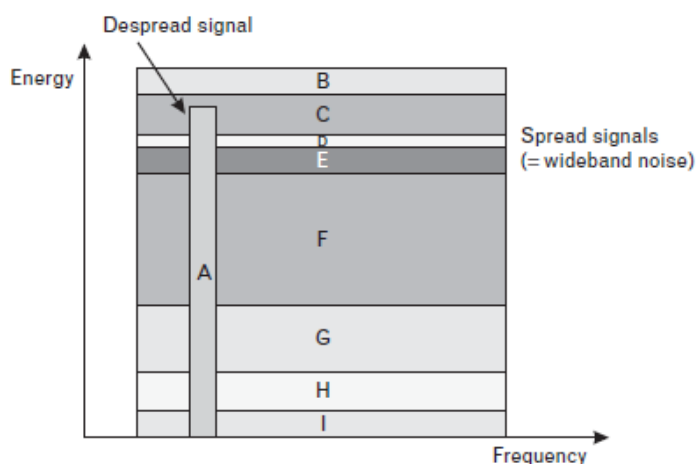 Despread signal
Energy
B
C
D
E
Spread signals
(= wideband noise)
F
A
G
H
I
Frequency